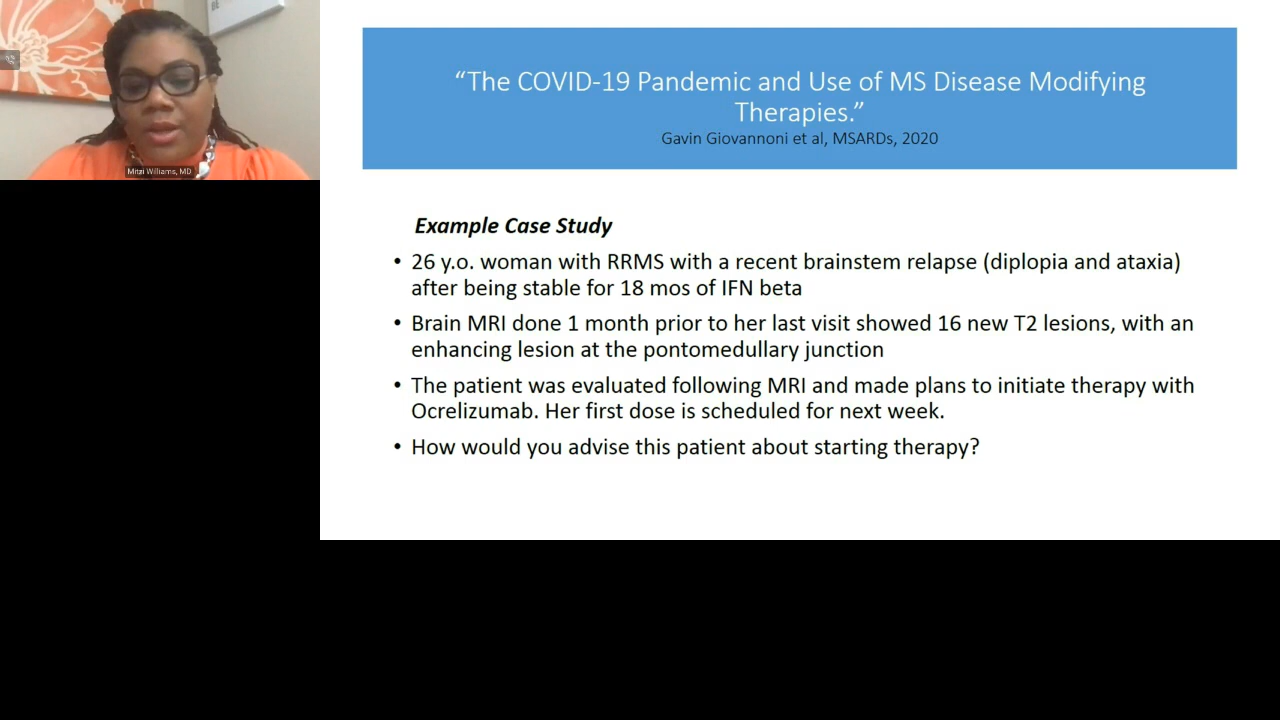 BE
Mitzi Williams, MD
“The COVID-19 Pandemic and Use of MS Disease Modifying
Therapies.”
Gavin Giovannoni et al, MSARDs, 2020
Example Case Study
• 26 y.o. woman with RRMS with a recent brainstem relapse (diplopia and ataxia)
after being stable for 18 mos of IFN beta
• Brain MRI done 1 month prior to her last visit showed 16 new T2 lesions, with an
enhancing lesion at the pontomedullary junction
• The patient was evaluated following MRI and made plans to initiate therapy with
Ocrelizumab. Her first dose is scheduled for next week.
• How would you advise this patient about starting therapy?